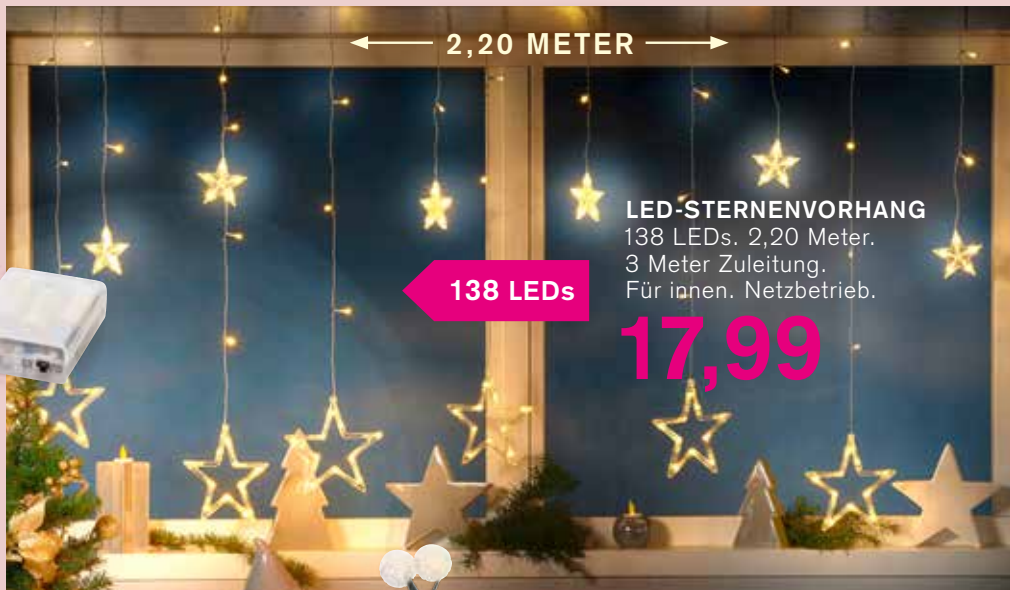 2,20 METER
LED-STERNENVORHANG
138 LEDs. 2,20 Meter.
3 Meter Zuleitung.
Für innen. Netzbetrieb.
138 LEDs
17,99